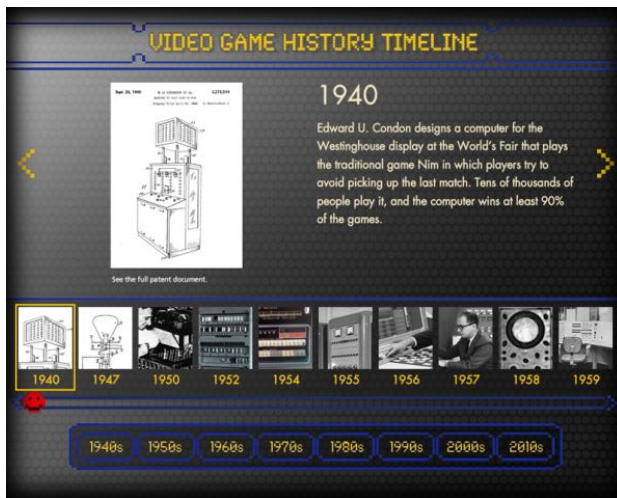 VIDEO GAME HISTORY TIMELINE
Sept. 24, 1940
1940
Edward U. Condon designs a computer for the
Westinghouse display at the World's Fair that plays
the traditional game Nim in which players try to
avoid picking up the last match. Tens of thousands of
people play it, and the computer wins at least 90%
of the games.
See the full patent document.
1940 1947 1950 1952 1954 1955 1956 1957 1958 1959
1940s 1950s 1960s 1970s 1980s 1990s 2000s 2010s